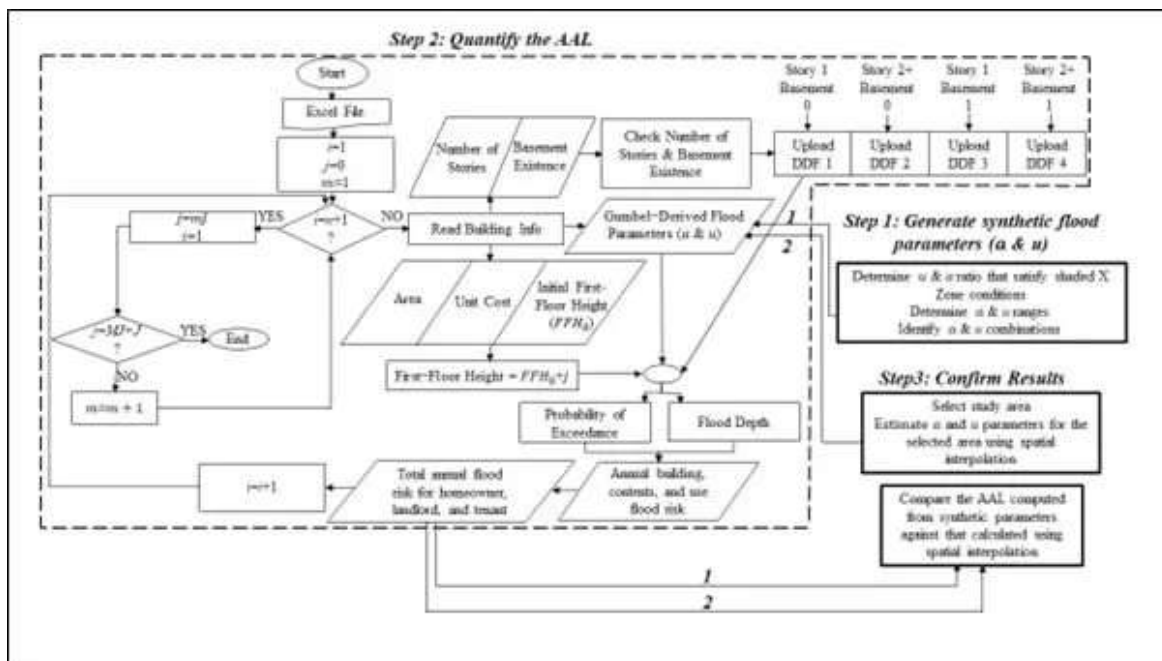 Step 2: Quantify the AAL
Start
Excel File
i=1
j=0
m=1
Number of
Stories
Basement
Existence
Check Number of
Stories & Basement
Existence
Story 1
Basement
0
Story 2+
Basement
0
Story 1
Basement
1
Story 2+
Basement
1
Upload
DDF 1
Upload
DDF 2
Upload
DDF 3
Upload
DDF 4
j=mJ
i=1
YES
i=n+1
?
NO
Read Building Info
Gumbel-Derived Flood
Parameters (α & u)
1
2
Step 1: Generate synthetic flood
parameters (α & u)
Determine u & α ratio that satisfy shaded X
Zone conditions
Determine α & u ranges
Identify α & u combinations
Area
Unit Cost
Initial First-
Floor Height
(FFH₀)
?
YES
End
NO
m=m + 1
First-Floor Height = FFH₀+j
Probability of
Exceedance
Flood Depth
Step3: Confirm Results
Select study area
Estimate α and u parameters for the
selected area using spatial
interpolation
i=i+1
Total annual flood
risk for homeowner,
landlord, and tenant
Annual building,
contents, and use
flood risk
Compare the AAL computed
from synthetic parameters
against that calculated using
spatial interpolation
1
2